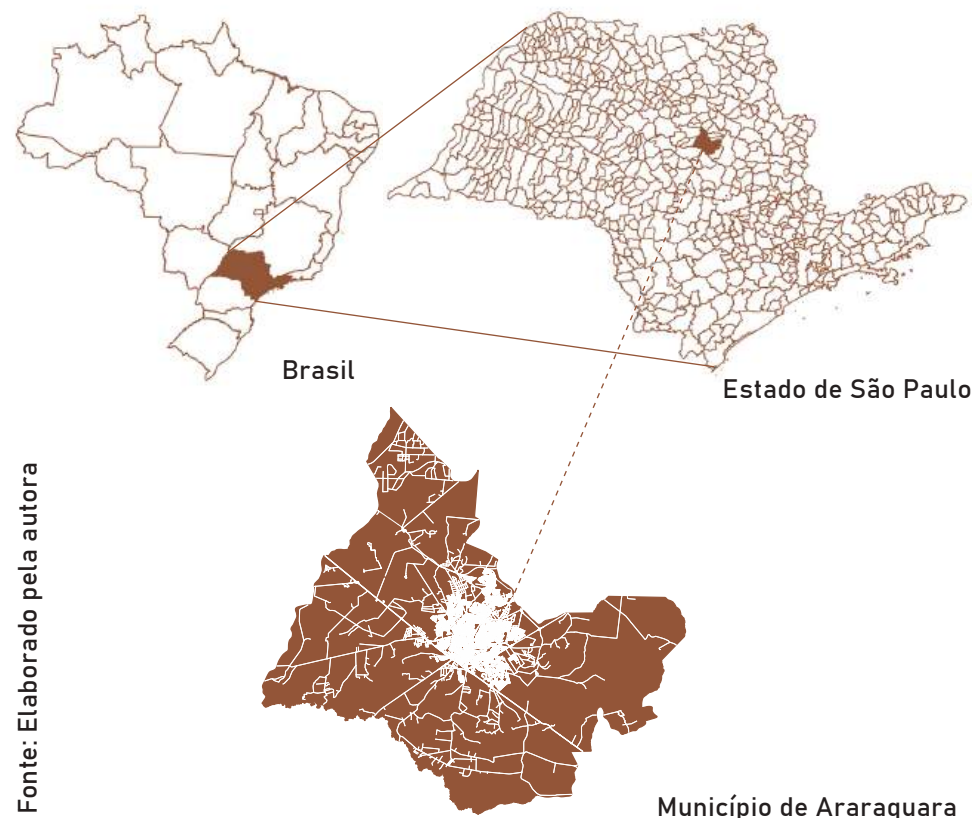 Brasil
Estado de São Paulo
Fonte: Elaborado pela autora
Município de Araraquara